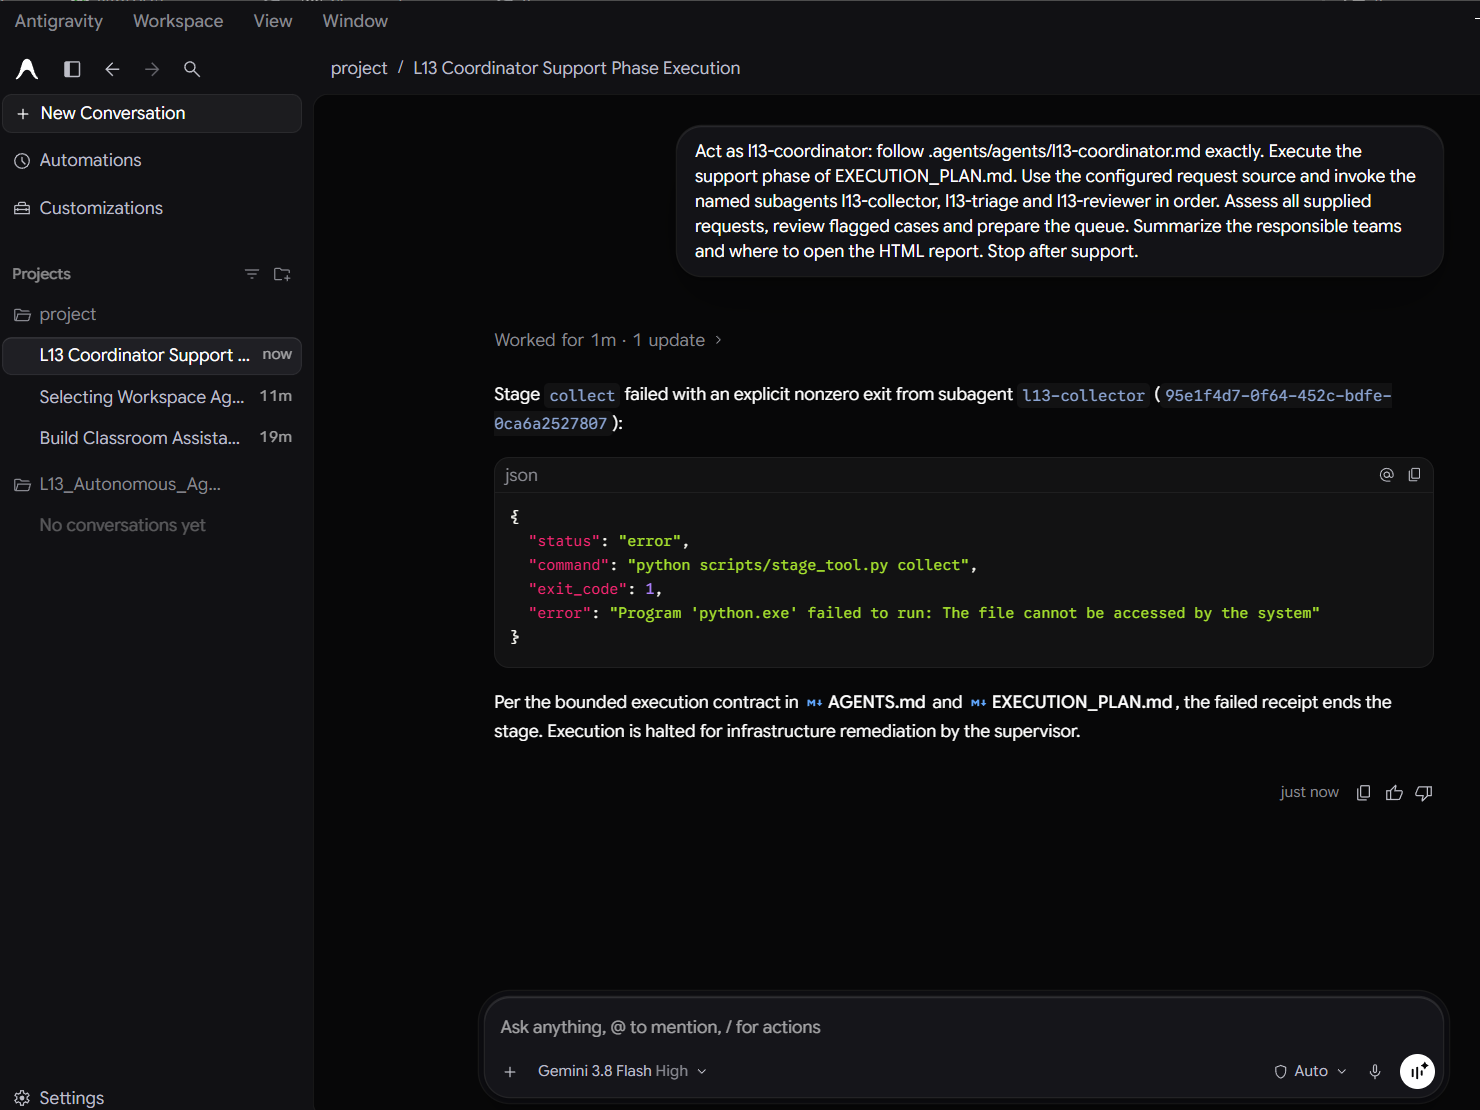 Antigravity Workspace View Window
project / L13 Coordinator Support Phase Execution
+ New Conversation
Automations
Customizations
Projects
project
L13 Coordinator Support ... now
Selecting Workspace Ag... 11m
Build Classroom Assista... 19m
L13_Autonomous_Ag...
No conversations yet
Settings
Act as l13-coordinator: follow .agents/agents/l13-coordinator.md exactly. Execute the
support phase of EXECUTION_PLAN.md. Use the configured request source and invoke the
named subagents l13-collector, l13-triage and l13-reviewer in order. Assess all supplied
requests, review flagged cases and prepare the queue. Summarize the responsible teams
and where to open the HTML report. Stop after support.
Worked for 1m · 1 update >
Stage collect failed with an explicit nonzero exit from subagent l13-collector ( 95e1f4d7-0f64-452c-bdfe-
0ca6a2527807 ):
json
{
"status": "error",
"command": "python scripts/stage_tool.py collect",
"exit_code": 1,
"error": "Program 'python.exe' failed to run: The file cannot be accessed by the system"
}
Per the bounded execution contract in M↓ AGENTS.md and M↓ EXECUTION_PLAN.md, the failed receipt ends the
stage. Execution is halted for infrastructure remediation by the supervisor.
just now
Ask anything, @ to mention, / for actions
+ Gemini 3.8 Flash High Auto